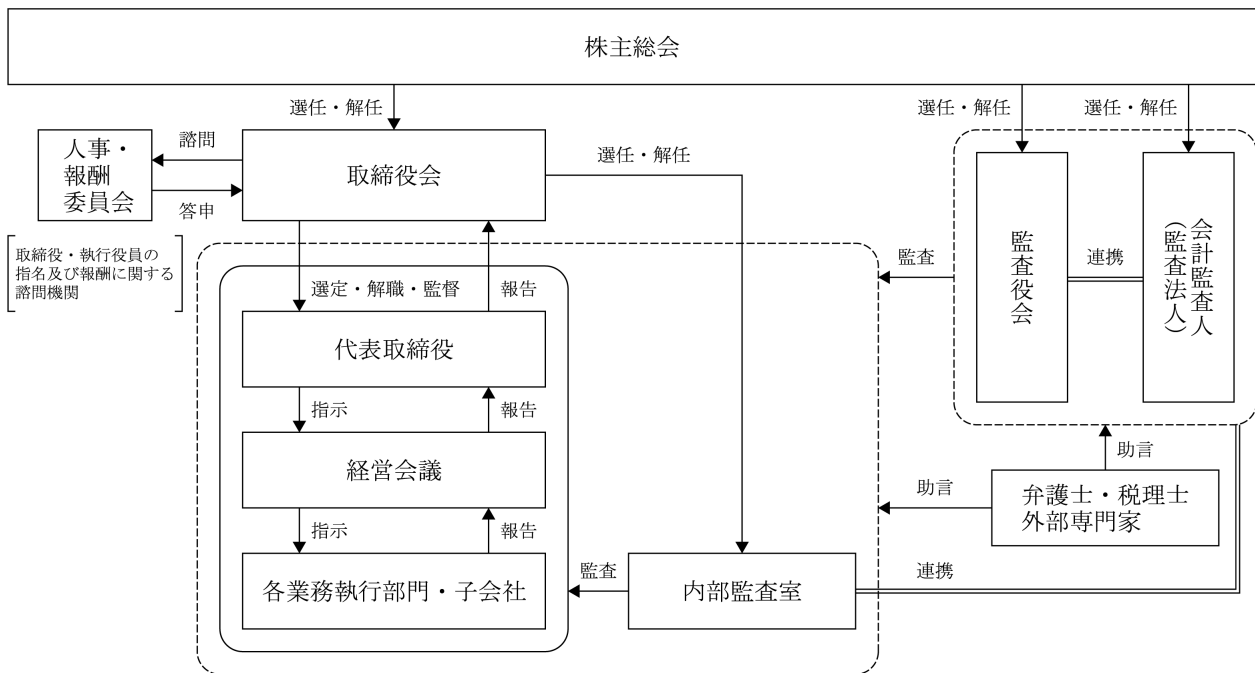 株主総会
選任・解任
選任・解任
選任・解任
人事・
報酬
委員会
諮問
答申
取締役会
選任・解任
取締役・執行役員の
指名及び報酬に関する
諮問機関
監査役会
連携
会計監査人
（監査法人）
監査
選定・解職・監督
報告
代表取締役
指示
報告
経営会議
指示
報告
各業務執行部門・子会社
監査
内部監査室
助言
助言
弁護士・税理士
外部専門家
連携